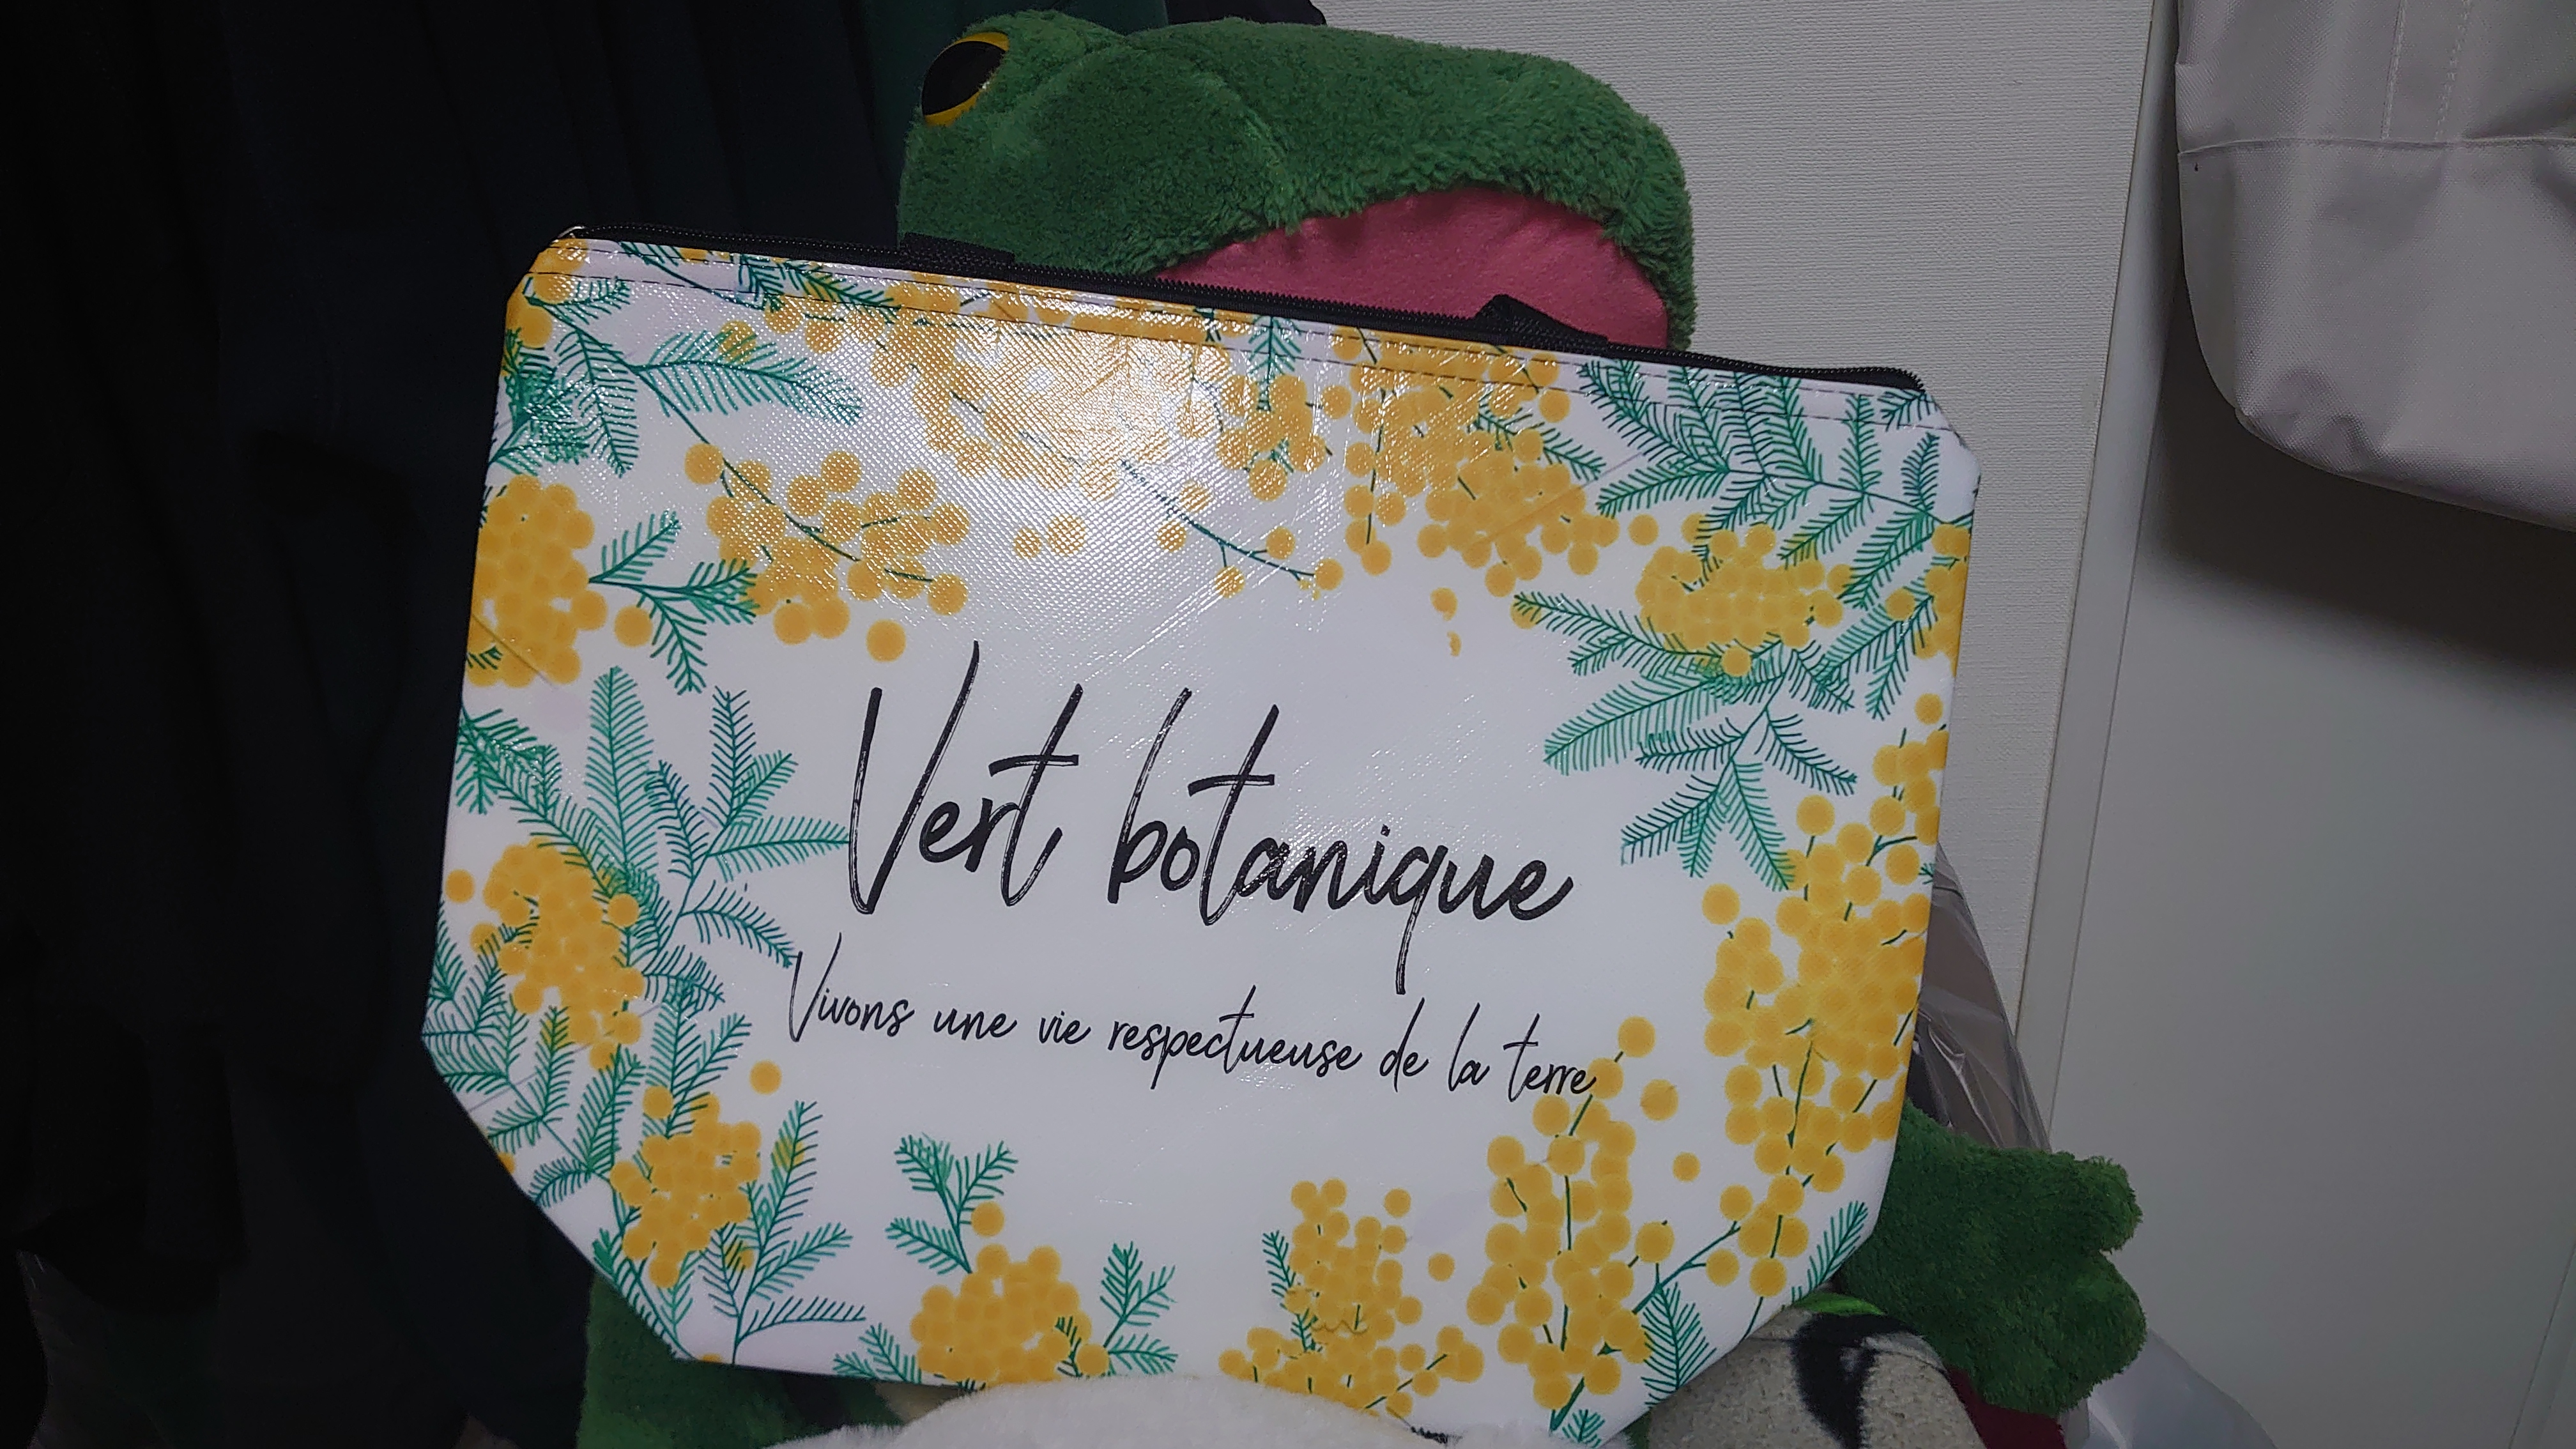 Vert botanique
Vivons une vie respectueuse de la terre